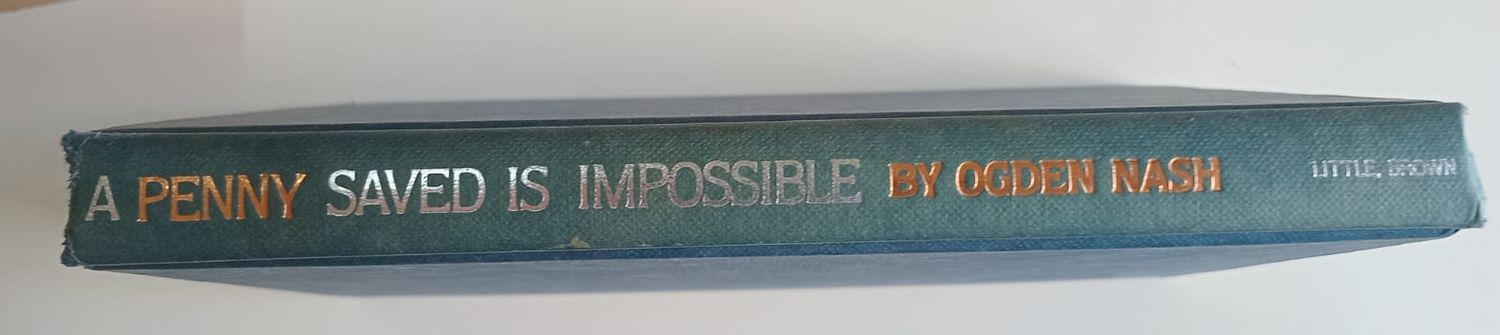 A PENNY SAVED IS IMPOSSIBLE BY OGDEN NASH LITTLE, BROWN